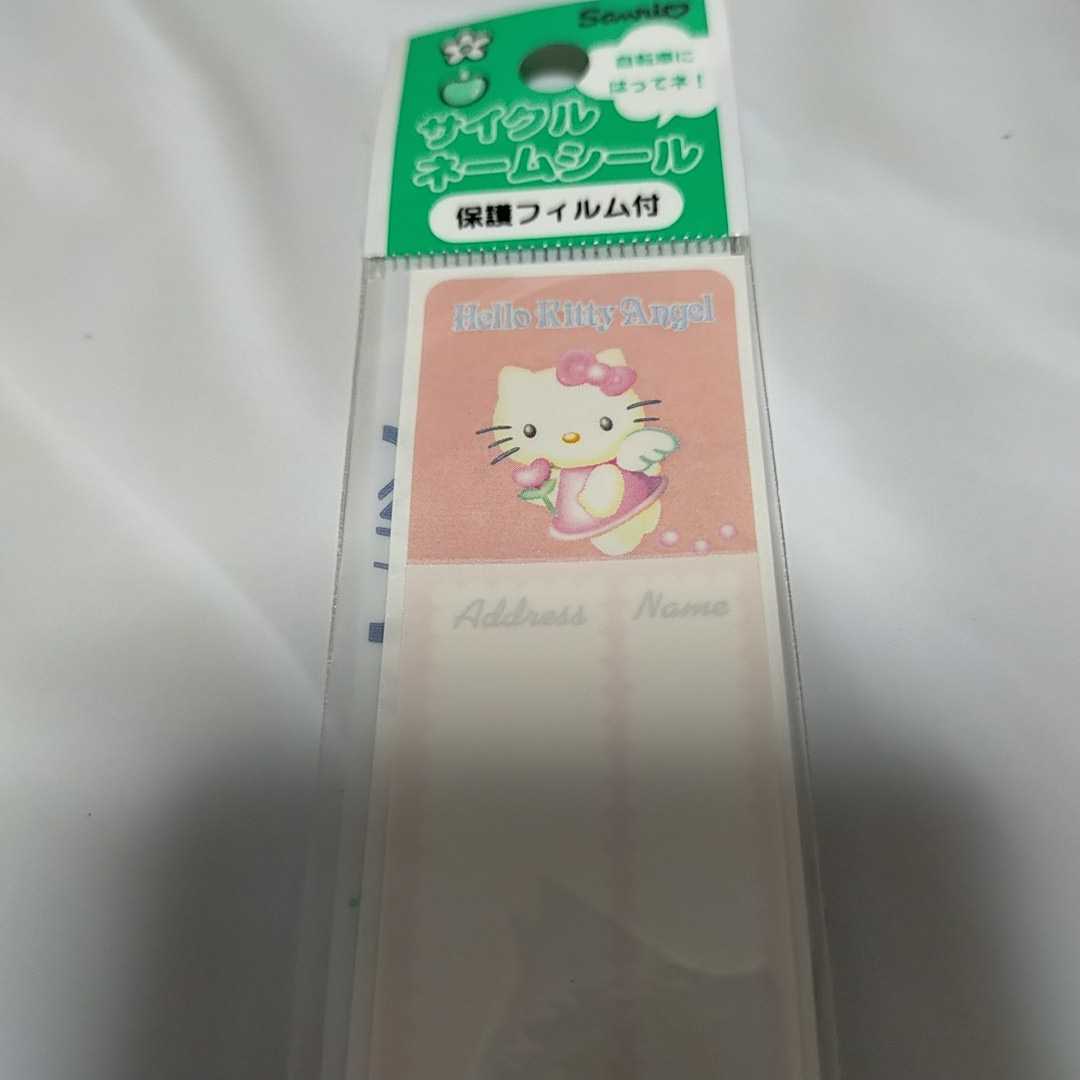 Sanrio
自転車に
はってネ!
サイクル
ネームシール
保護フィルム付
Hello Kitty Angel
Address
Name